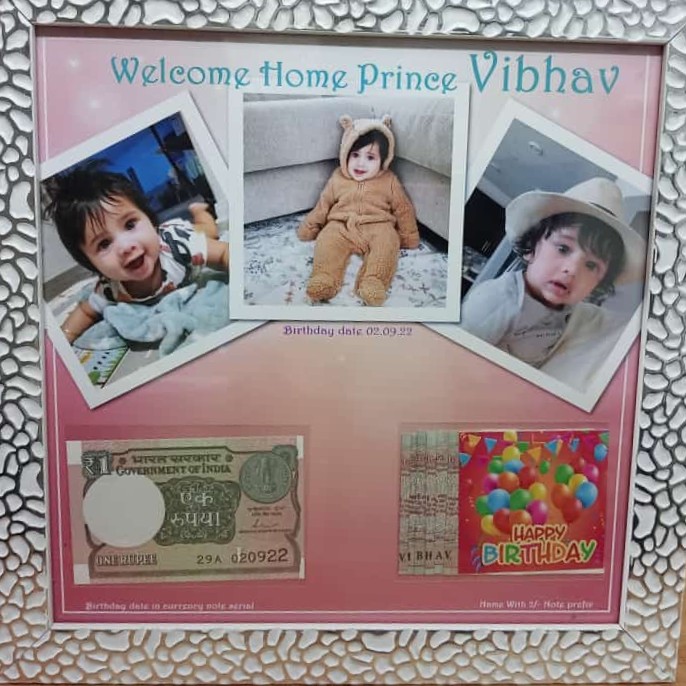 Welcome Home Prince Vibhav
Birthday date 02.09.22
₹1 भारत सरकार
GOVERNMENT OF INDIA
एक
रुपया
ONE RUPEE 29A 020922
VIBHAV
HAPPY
BIRTHDAY
Birthday date in currency note serial
Name With 2/- Note prefix